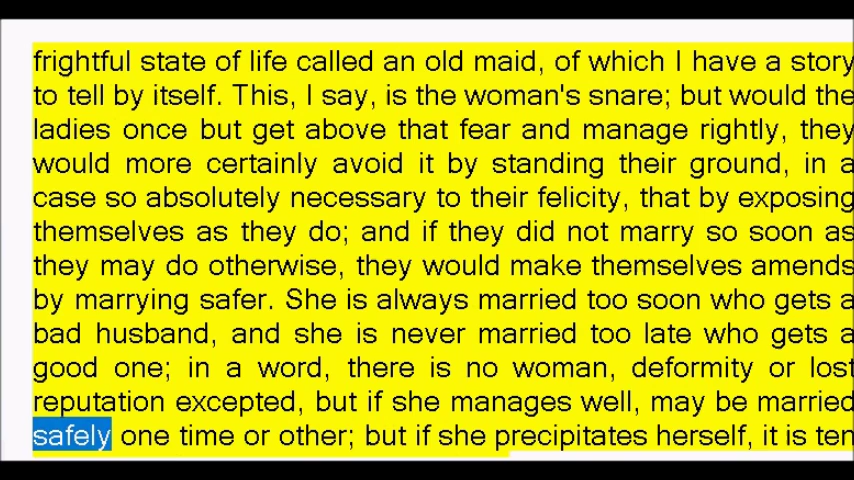 frightful state of life called an old maid, of which I have a story
to tell by itself. This, I say, is the woman's snare; but would the
ladies once but get above that fear and manage rightly, they
would more certainly avoid it by standing their ground, in a
case so absolutely necessary to their felicity, that by exposing
themselves as they do; and if they did not marry so soon as
they may do otherwise, they would make themselves amends
by marrying safer. She is always married too soon who gets a
bad husband, and she is never married too late who gets a
good one; in a word, there is no woman, deformity or lost
reputation excepted, but if she manages well, may be married
safely one time or other; but if she precipitates herself, it is ten